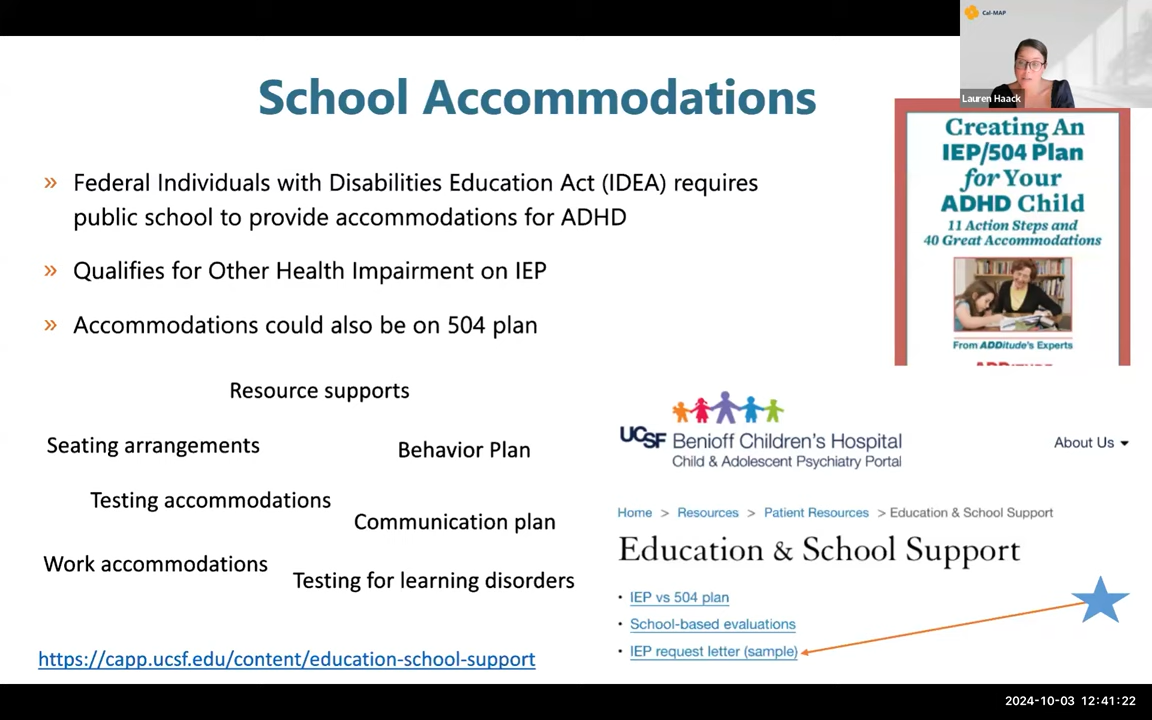 Cal-MAP
Lauren Haack
School Accommodations
» Federal Individuals with Disabilities Education Act (IDEA) requires
public school to provide accommodations for ADHD
» Qualifies for Other Health Impairment on IEP
» Accommodations could also be on 504 plan
Resource supports
Seating arrangements
Behavior Plan
Testing accommodations
Communication plan
Work accommodations
Testing for learning disorders
https://capp.ucsf.edu/content/education-school-support
Creating An
IEP/504 Plan
for Your
ADHD Child
11 Action Steps and
40 Great Accommodations
From ADDitude's Experts
UCSF Benioff Children's Hospital
Child & Adolescent Psychiatry Portal
About Us
Home > Resources > Patient Resources > Education & School Support
Education & School Support
• IEP vs 504 plan
• School-based evaluations
• IEP request letter (sample)
2024-10-03 12:41:22